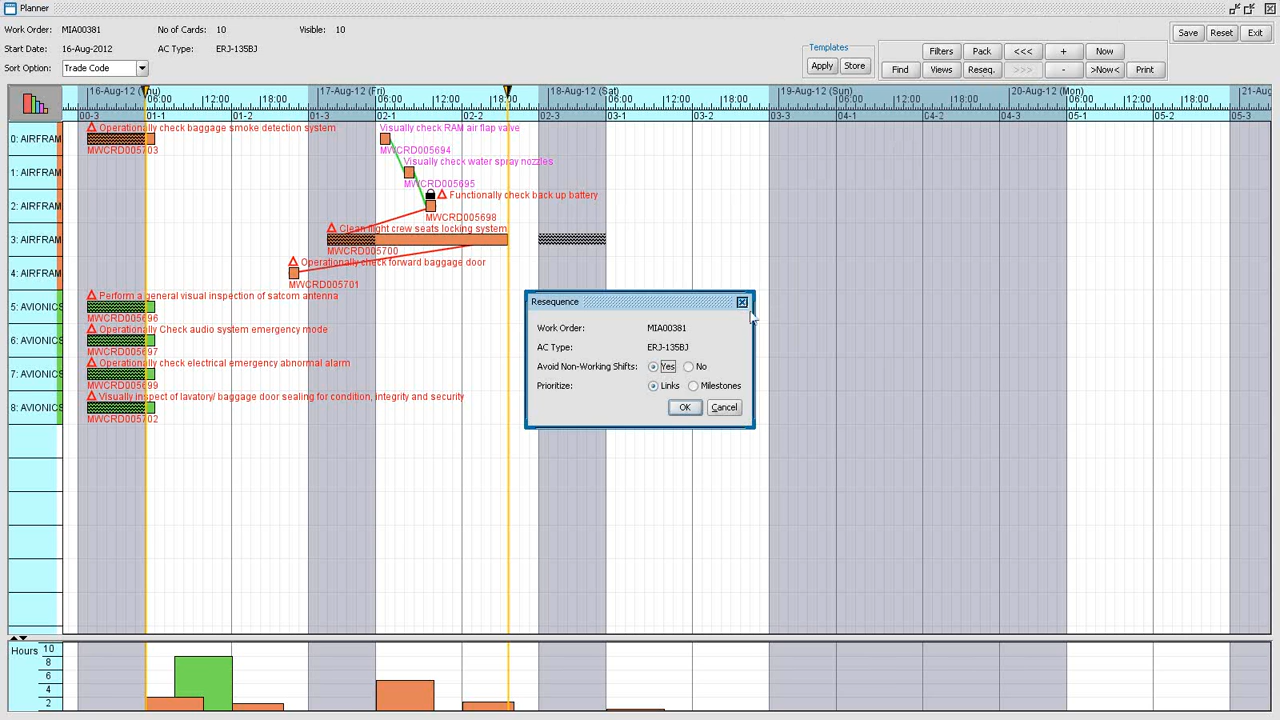 Planner
Work Order: MIA00381 No of Cards: 10 Visible: 10
Start Date: 16-Aug-2012 AC Type: ERJ-135BJ
Sort Option: Trade Code
Templates
Apply Store
Save Reset Exit
Filters Pack <<< + Now
Find Views Reseq. >>> - >Now< Print
16-Aug-12 (Thu) 17-Aug-12 (Fri) 18-Aug-12 (Sat) 19-Aug-12 (Sun) 20-Aug-12 (Mon) 21-Aug
06:00 12:00 18:00 06:00 12:00 18:00 06:00 12:00 18:00 06:00 12:00 18:00 06:00 12:00 18:00
00-3 01-1 01-2 01-3 02-1 02-2 02-3 03-1 03-2 03-3 04-1 04-2 04-3 05-1 05-2 05-3
0: AIRFRAM Operationally check baggage smoke detection system Visually check RAM air flap valve
MWCRD005703 MWCRD005694
1: AIRFRAM Visually check water spray nozzles
MWCRD005695
2: AIRFRAM Functionally check back up battery
MWCRD005698
3: AIRFRAM Clean flight crew seats locking system
MWCRD005700
4: AIRFRAM Operationally check forward baggage door
MWCRD005701
5: AVIONICS Perform a general visual inspection of satcom antenna
MWCRD005696
6: AVIONICS Operationally Check audio system emergency mode
MWCRD005697
7: AVIONICS Operationally check electrical emergency abnormal alarm
MWCRD005699
8: AVIONICS Visually inspect of lavatory/ baggage door sealing for condition, integrity and security
MWCRD005702
Resequence
Work Order: MIA00381
AC Type: ERJ-135BJ
Avoid Non-Working Shifts: Yes No
Prioritize: Links Milestones
OK Cancel
Hours 10
8
6
4
2